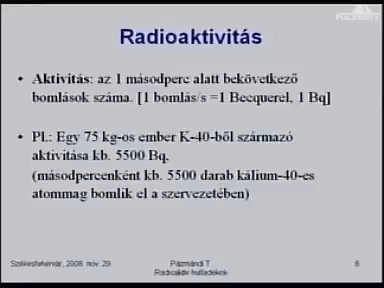 Radioaktivitás
• Aktivitás: az 1 másodperc alatt bekövetkező
bomlások száma. [1 bomlás/s =1 Becquerel, 1 Bq]
• Pl.: Egy 75 kg-os ember K-40-ből származó
aktivitása kb. 5500 Bq,
(másodpercenként kb. 5500 darab kálium-40-es
atommag bomlik el a szervezetében)
Székesfehérvár, 2008. nov. 29.
Pázmándi T.
Radioaktív hulladékok
6